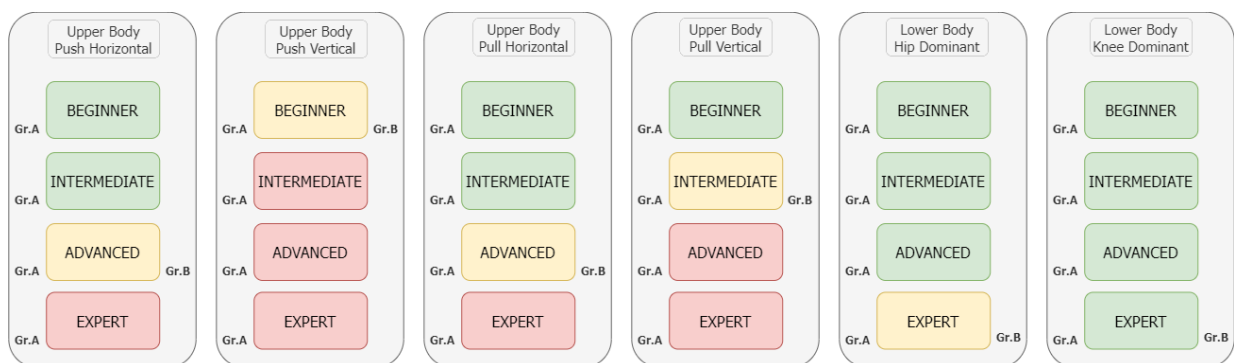 Upper Body
Push Horizontal
BEGINNER
Gr.A
INTERMEDIATE
Gr.A
ADVANCED
Gr.A
Gr.B
EXPERT
Gr.A
Upper Body
Push Vertical
BEGINNER
Gr.A
Gr.B
INTERMEDIATE
Gr.A
ADVANCED
Gr.A
EXPERT
Gr.A
Upper Body
Pull Horizontal
BEGINNER
Gr.A
INTERMEDIATE
Gr.A
ADVANCED
Gr.A
Gr.B
EXPERT
Gr.A
Upper Body
Pull Vertical
BEGINNER
Gr.A
INTERMEDIATE
Gr.A
Gr.B
ADVANCED
Gr.A
EXPERT
Gr.A
Lower Body
Hip Dominant
BEGINNER
Gr.A
INTERMEDIATE
Gr.A
ADVANCED
Gr.A
EXPERT
Gr.A
Gr.B
Lower Body
Knee Dominant
BEGINNER
Gr.A
INTERMEDIATE
Gr.A
ADVANCED
Gr.A
EXPERT
Gr.A
Gr.B